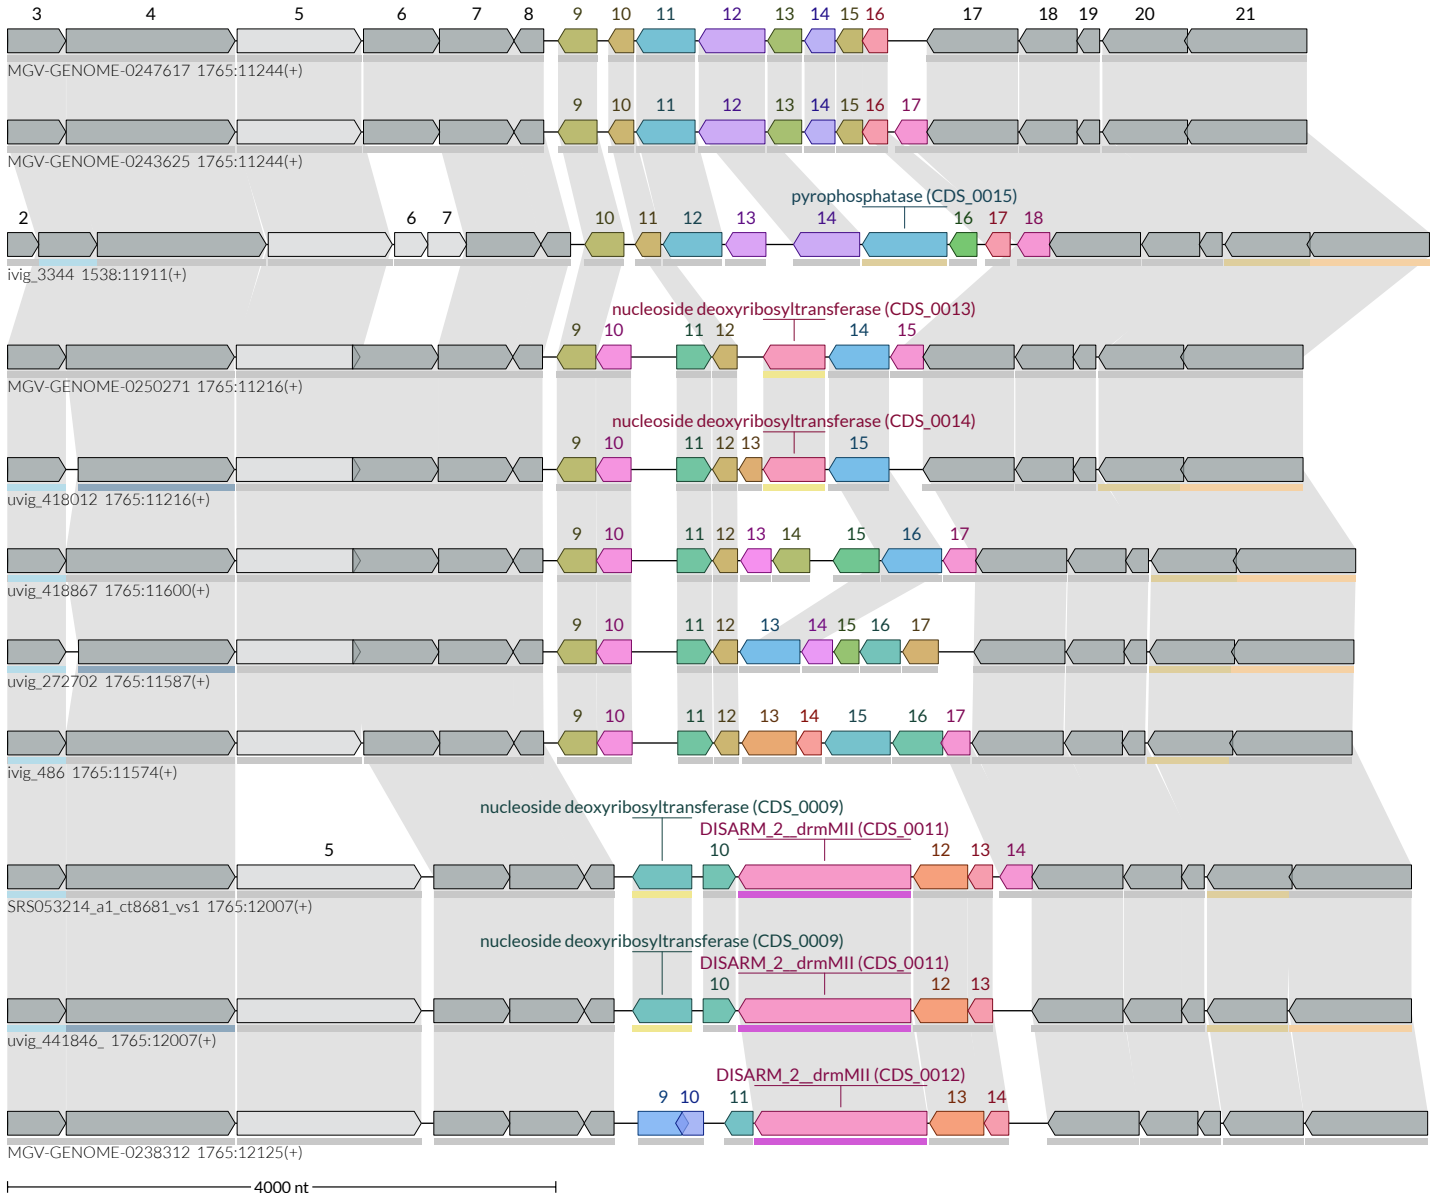 3 4 5 6 7 8 9 10 11 12 13 14 15 16 17 18 19 20 21
MGV-GENOME-0247617 1765:11244(+)
9 10 11 12 13 14 15 16 17
MGV-GENOME-0243625 1765:11244(+)
pyrophosphatase (CDS_0015)
2 6 7 10 11 12 13 14 16 17 18
ivig_3344 1538:11911(+)
nucleoside deoxyribosyltransferase (CDS_0013)
9 10 11 12 14 15
MGV-GENOME-0250271 1765:11216(+)
nucleoside deoxyribosyltransferase (CDS_0014)
9 10 11 12 13 15
uvig_418012 1765:11216(+)
9 10 11 12 13 14 15 16 17
uvig_418867 1765:11600(+)
9 10 11 12 13 14 15 16 17
uvig_272702 1765:11587(+)
9 10 11 12 13 14 15 16 17
ivig_486 1765:11574(+)
nucleoside deoxyribosyltransferase (CDS_0009)
DISARM_2__drmMII (CDS_0011)
5 10 12 13 14
SRS053214_a1_ct8681_vs1 1765:12007(+)
nucleoside deoxyribosyltransferase (CDS_0009)
DISARM_2__drmMII (CDS_0011)
10 12 13
uvig_441846_ 1765:12007(+)
DISARM_2__drmMII (CDS_0012)
9 10 11 13 14
MGV-GENOME-0238312 1765:12125(+)
4000 nt